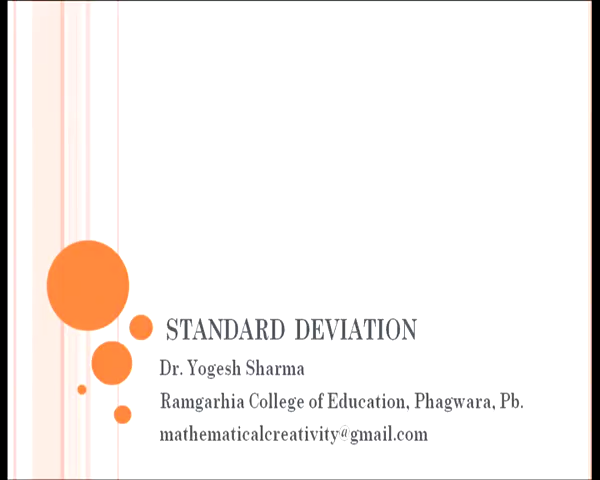 STANDARD DEVIATION
Dr. Yogesh Sharma
Ramgarhia College of Education, Phagwara, Pb.
mathematicalcreativity@gmail.com